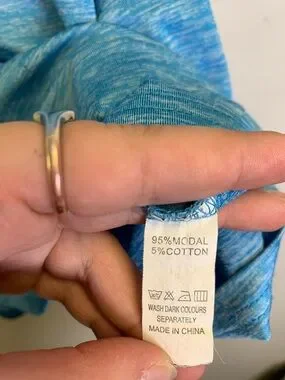 95%MODAL
5%COTTON
WASH DARK COLOURS
SEPARATELY
MADE IN CHINA